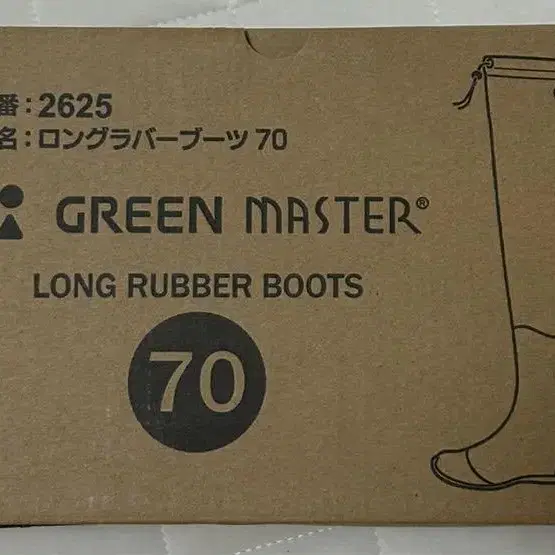 番：2625
名：ロングラバーブーツ 70
GREEN MASTER®
LONG RUBBER BOOTS
70